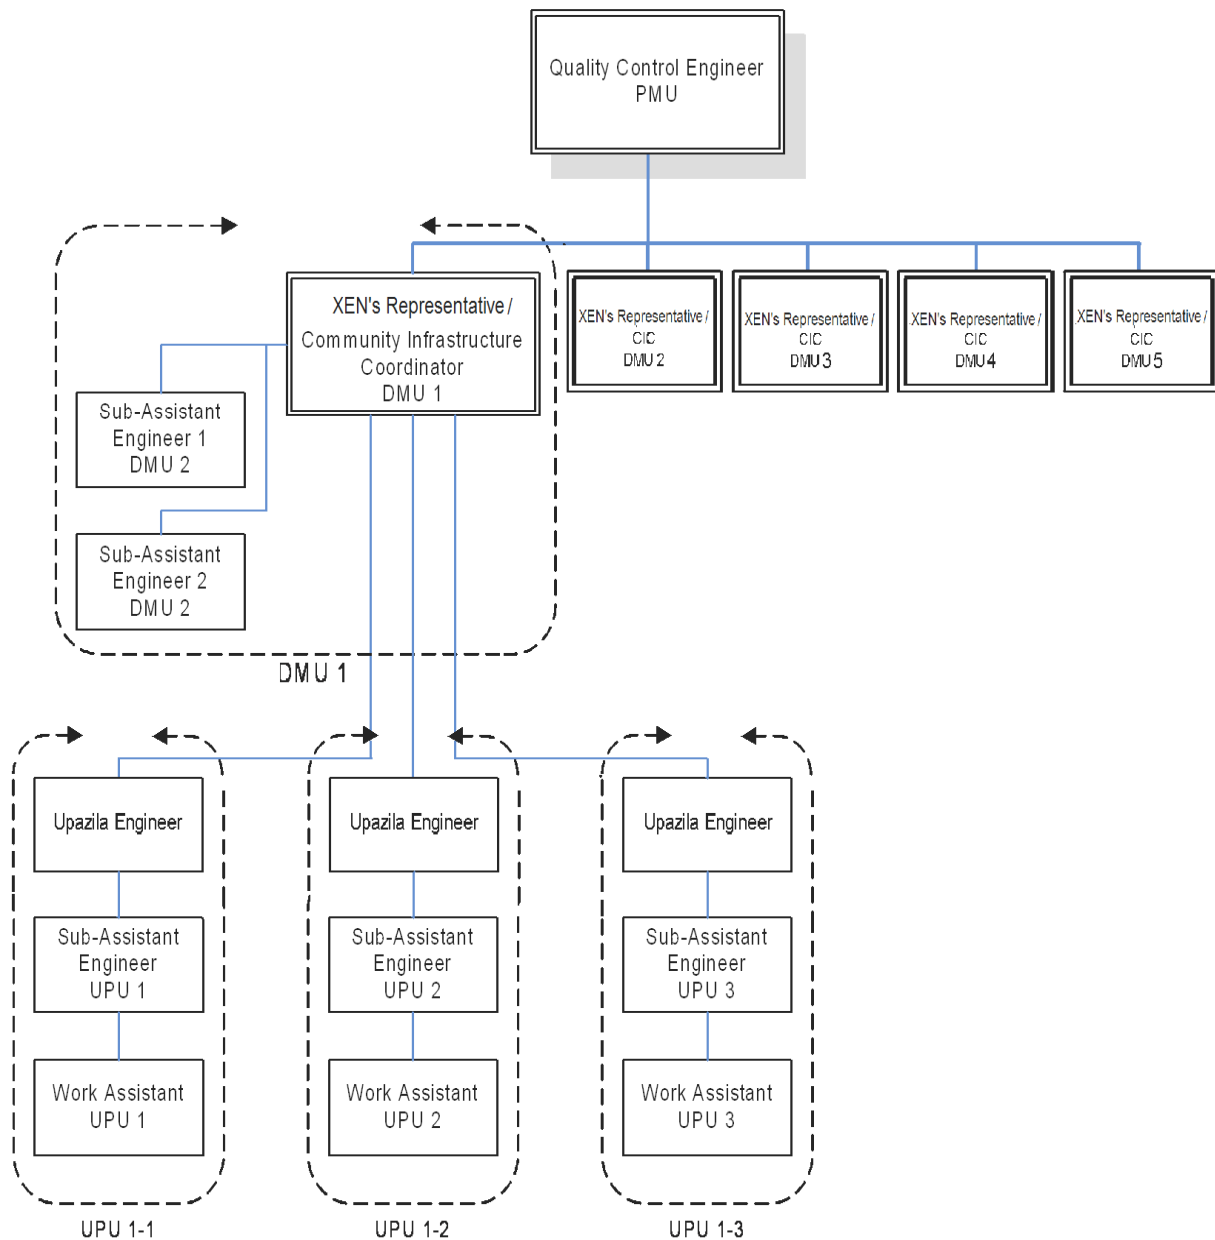 Quality Control Engineer
PMU
XEN's Representative /
Community Infrastructure
Coordinator
DMU 1
XEN's Representative /
CIC
DMU 2
XEN's Representative /
CIC
DMU 3
.XEN's Representative /
CIC
DMU 4
.XEN's Representative /
CIC
DMU 5
Sub-Assistant
Engineer 1
DMU 2
Sub-Assistant
Engineer 2
DMU 2
DMU 1
Upazila Engineer
Upazila Engineer
Upazila Engineer
Sub-Assistant
Engineer
UPU 1
Sub-Assistant
Engineer
UPU 2
Sub-Assistant
Engineer
UPU 3
Work Assistant
UPU 1
Work Assistant
UPU 2
Work Assistant
UPU 3
UPU 1-1
UPU 1-2
UPU 1-3